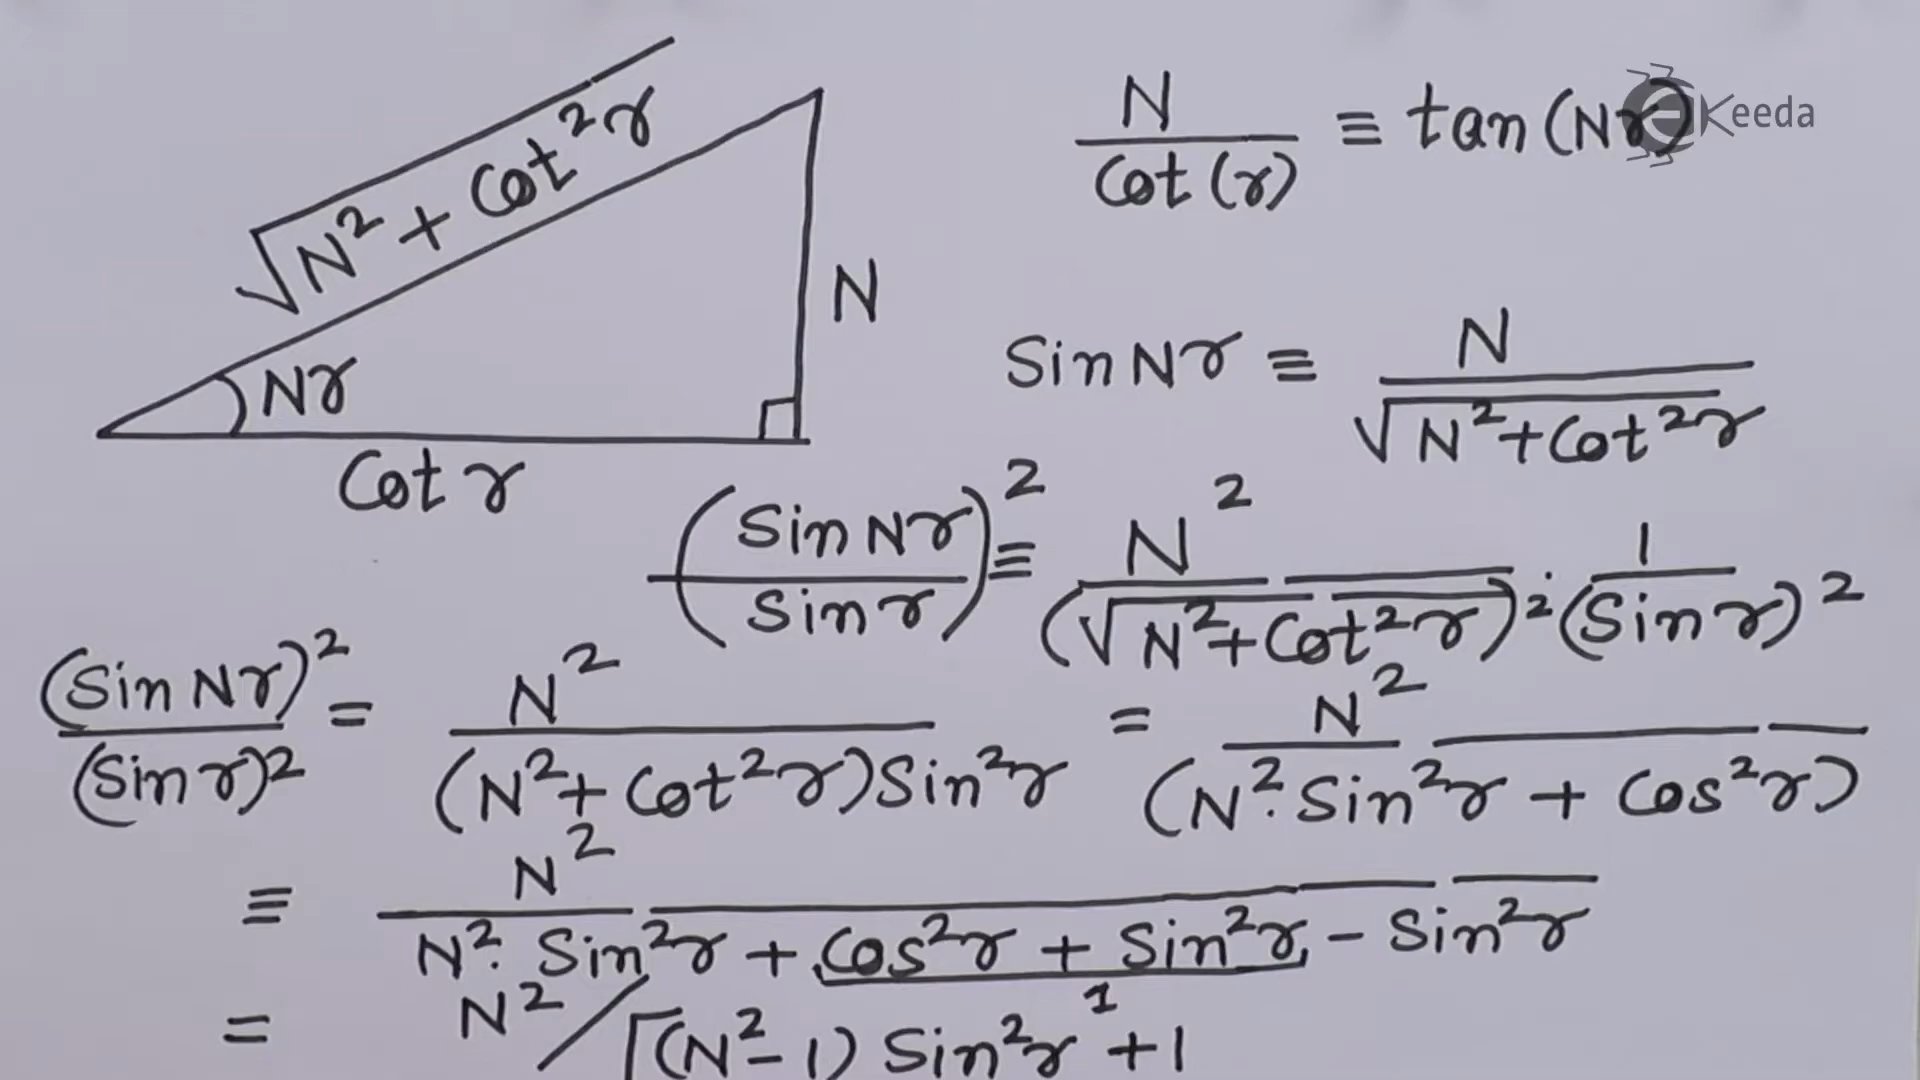 √N² + Cot²γ
N
Nγ
Cot γ
N / Cot (γ) ≡ tan (Nγ)
Keeda
Sin Nγ ≡ N / √N² + Cot²γ
(Sin Nγ / Sin γ)² ≡ N² / (√N² + Cot²γ)² · 1 / (Sin γ)²
(Sin Nγ)² / (Sin γ)² = N² / (N² + Cot²γ) Sin²γ = N² / (N². Sin²γ + Cos²γ)
≡ N² / N². Sin²γ + Cos²γ + Sin²γ - Sin²γ
1
= N² / [(N² - 1) Sin²γ + 1